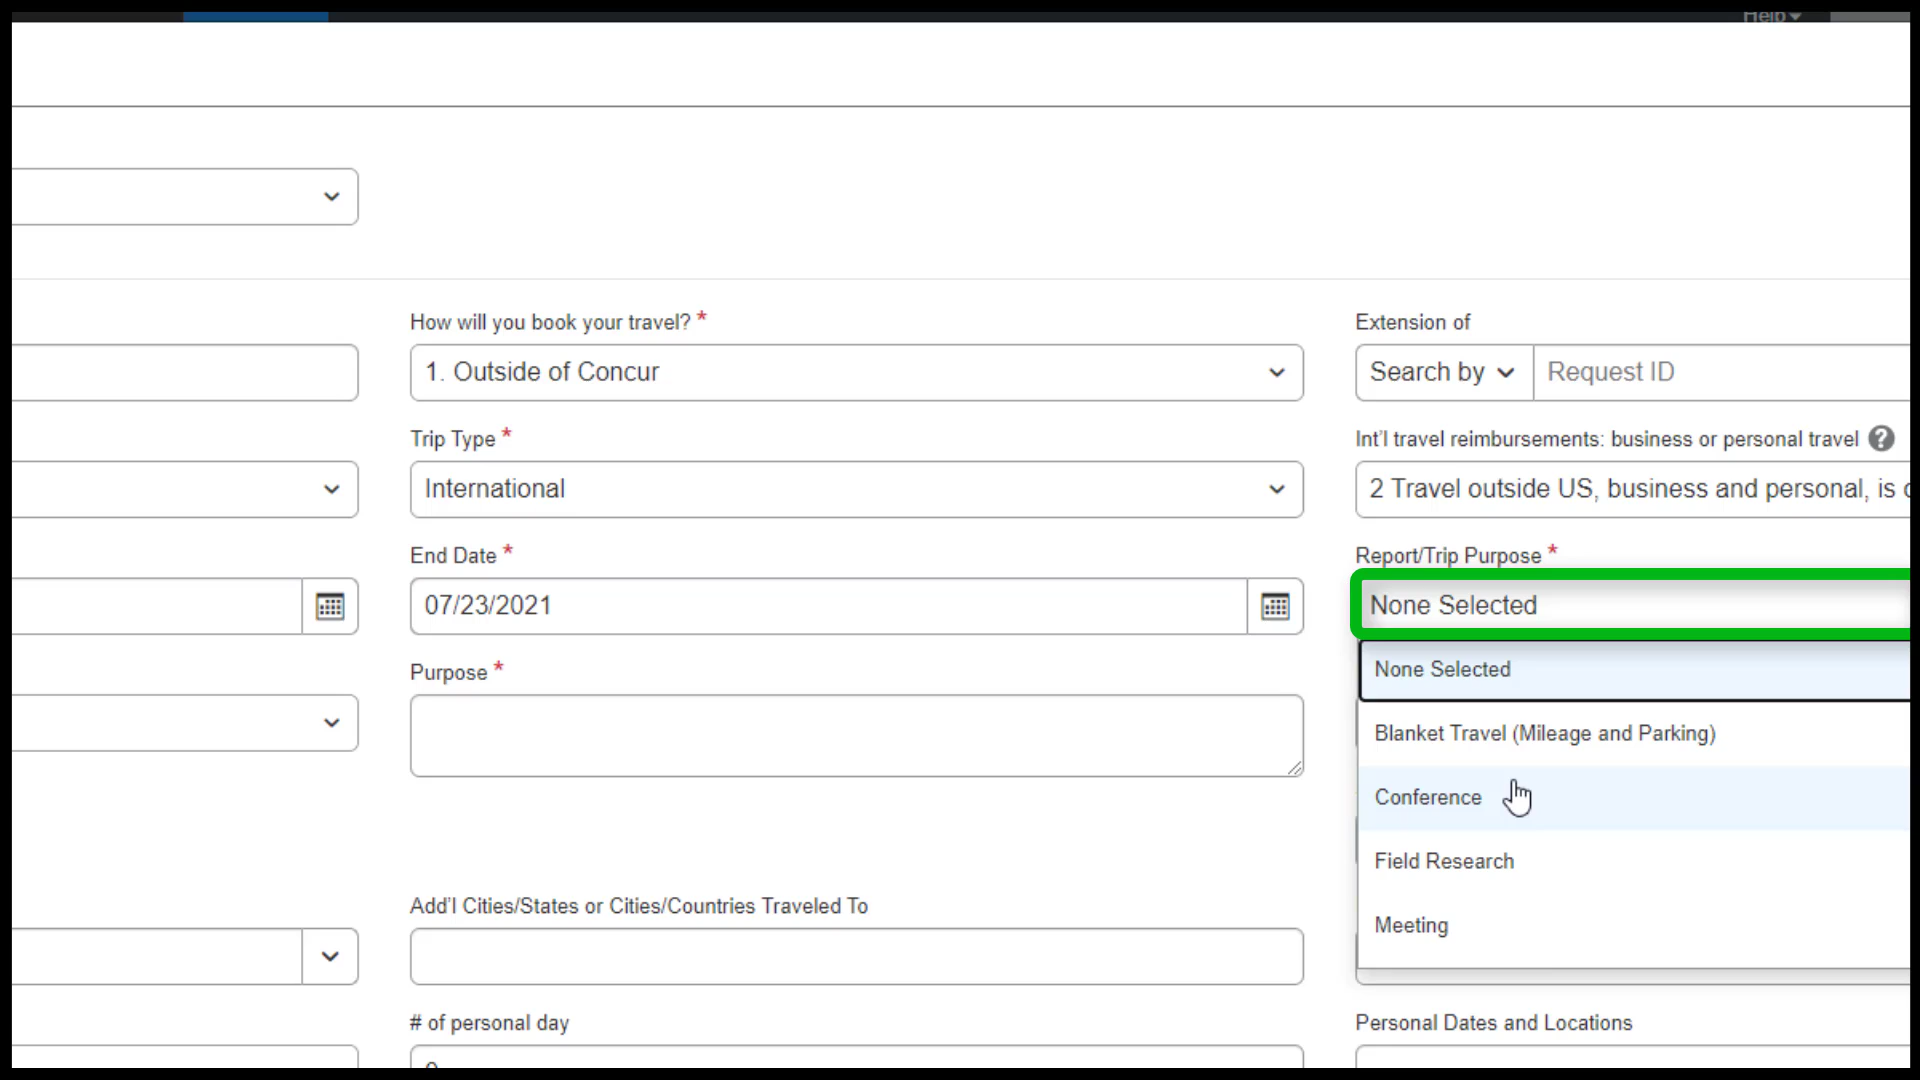 Help
How will you book your travel? *
Extension of
1. Outside of Concur
Search by
Request ID
Trip Type *
Int'l travel reimbursements: business or personal travel ?
International
2 Travel outside US, business and personal, is
End Date *
Report/Trip Purpose *
07/23/2021
None Selected
Purpose *
None Selected
Blanket Travel (Mileage and Parking)
Conference
Field Research
Meeting
Add'l Cities/States or Cities/Countries Traveled To
# of personal day
Personal Dates and Locations